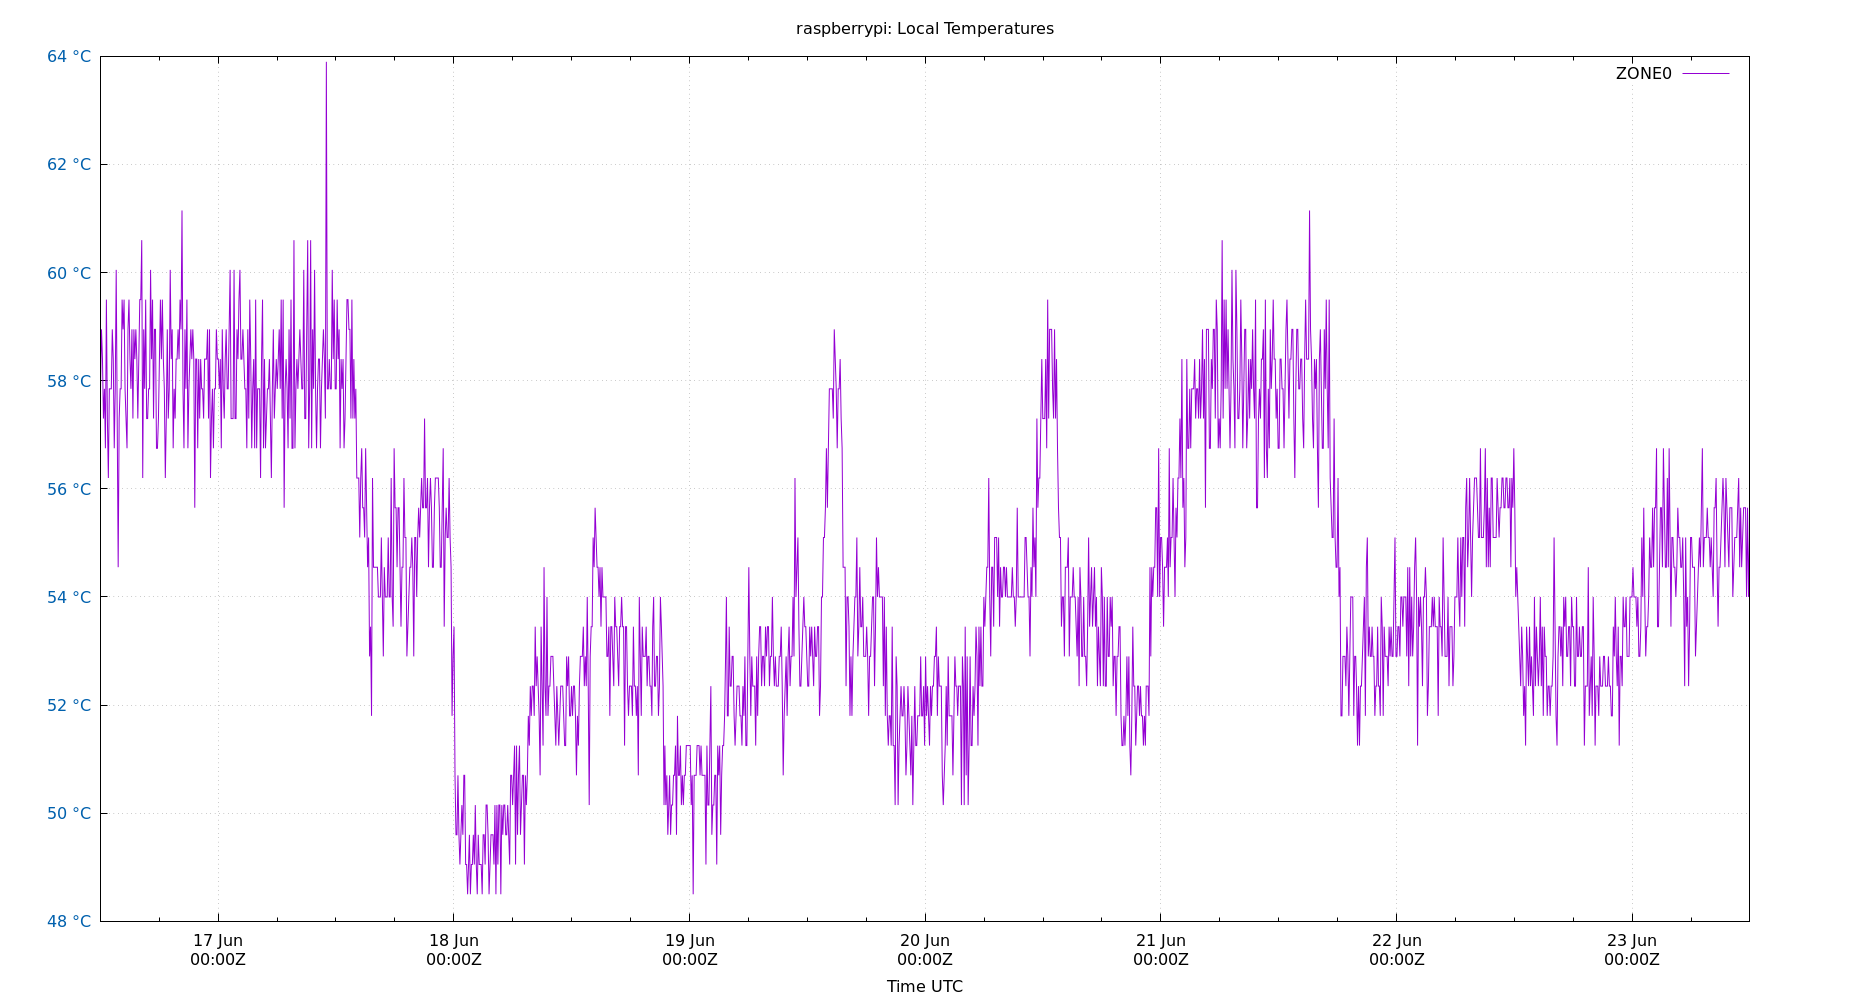 raspberrypi: Local Temperatures
64 °C
ZONE0
62 °C
60 °C
58 °C
56 °C
54 °C
52 °C
50 °C
48 °C
17 Jun 18 Jun 19 Jun 20 Jun 21 Jun 22 Jun 23 Jun
00:00Z 00:00Z 00:00Z 00:00Z 00:00Z 00:00Z 00:00Z
Time UTC